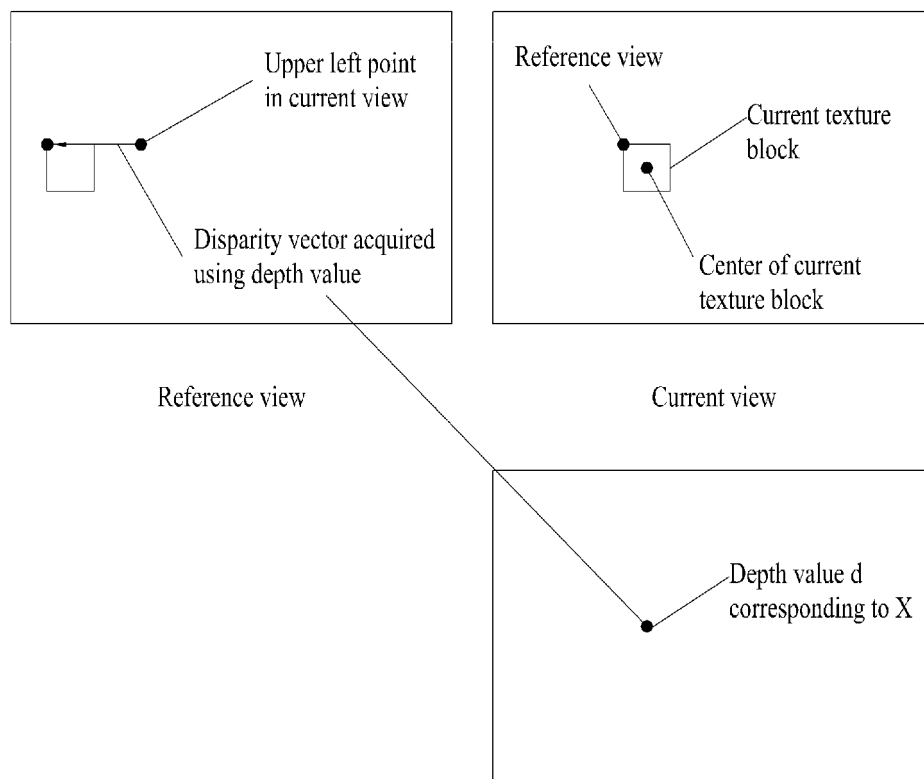 Upper left point
in current view
Disparity vector acquired
using depth value
Reference view
Current texture
block
Center of current
texture block
Reference view
Current view
Depth value d
corresponding to X